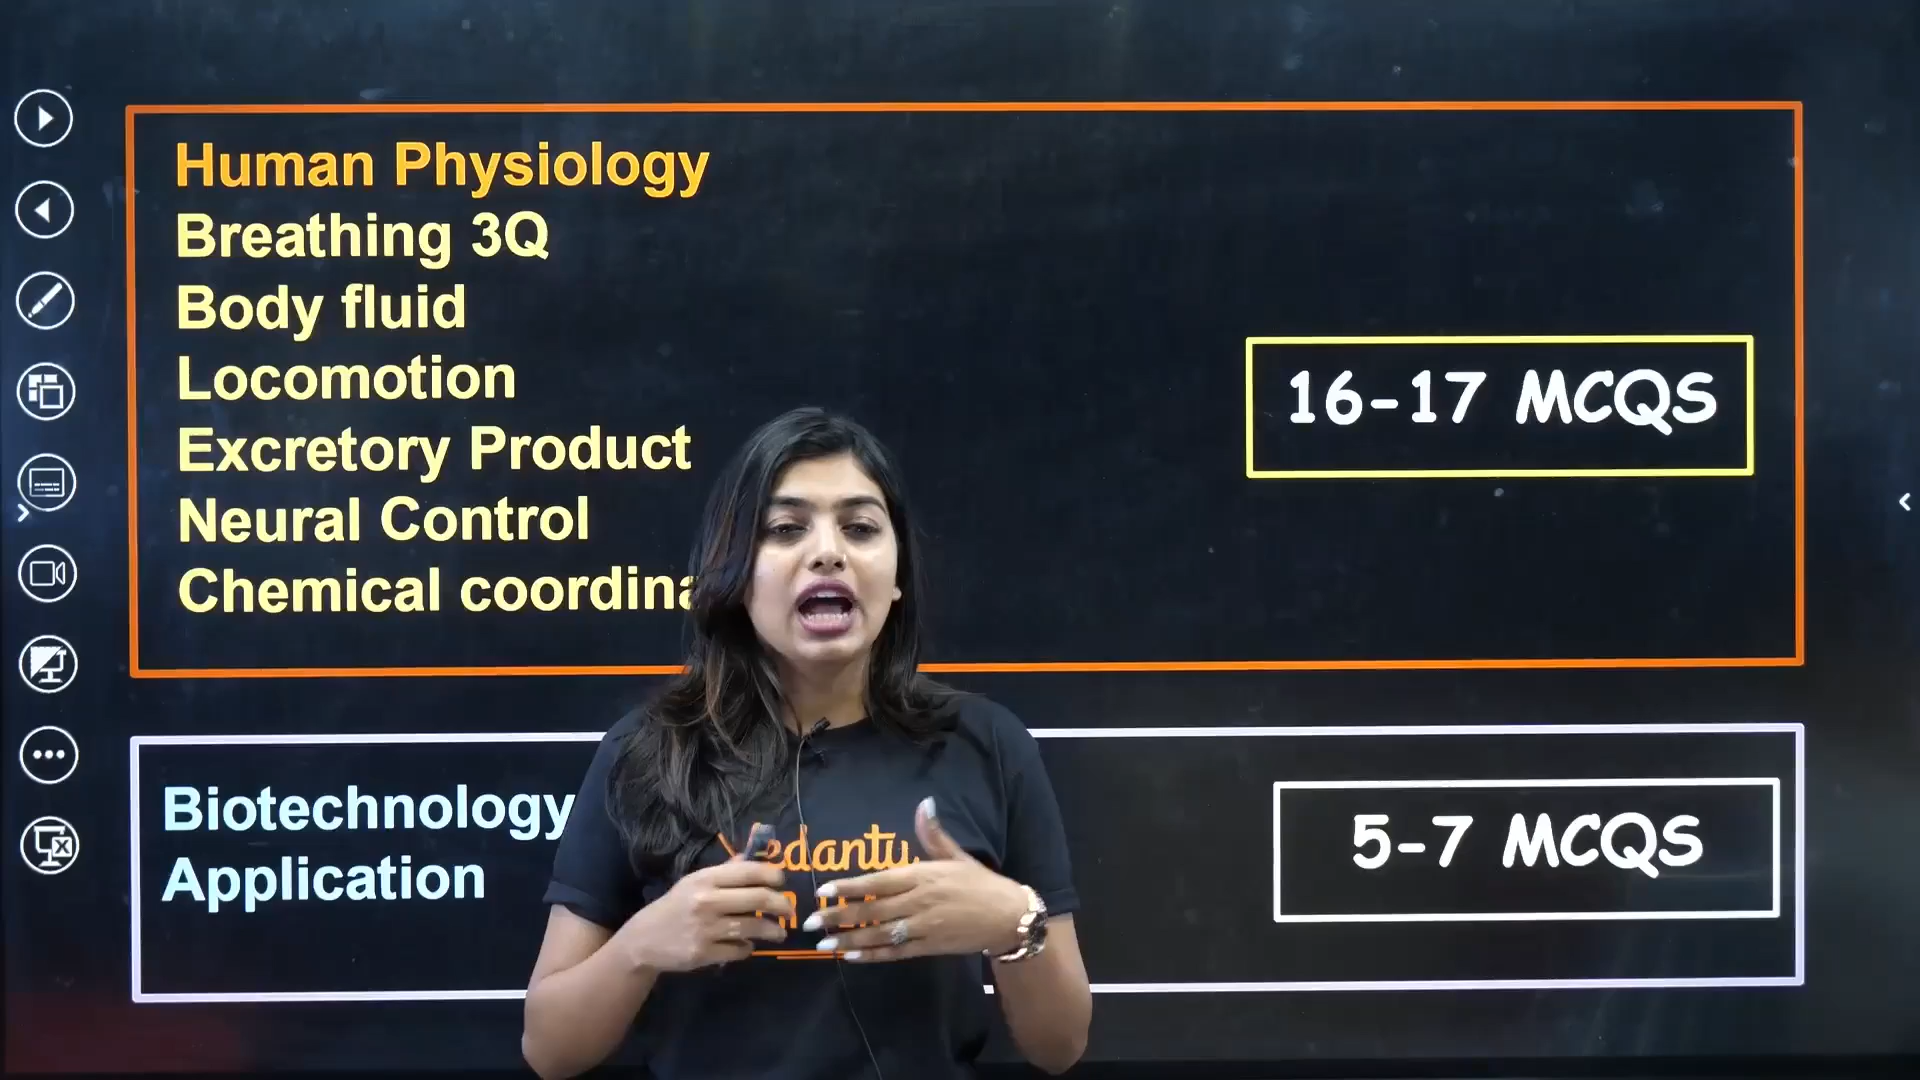 Human Physiology
Breathing 3Q
Body fluid
Locomotion
Excretory Product
Neural Control
Chemical
16-17 MCQS
Biotechnology
Application
5-7 MCQS
Vedantu